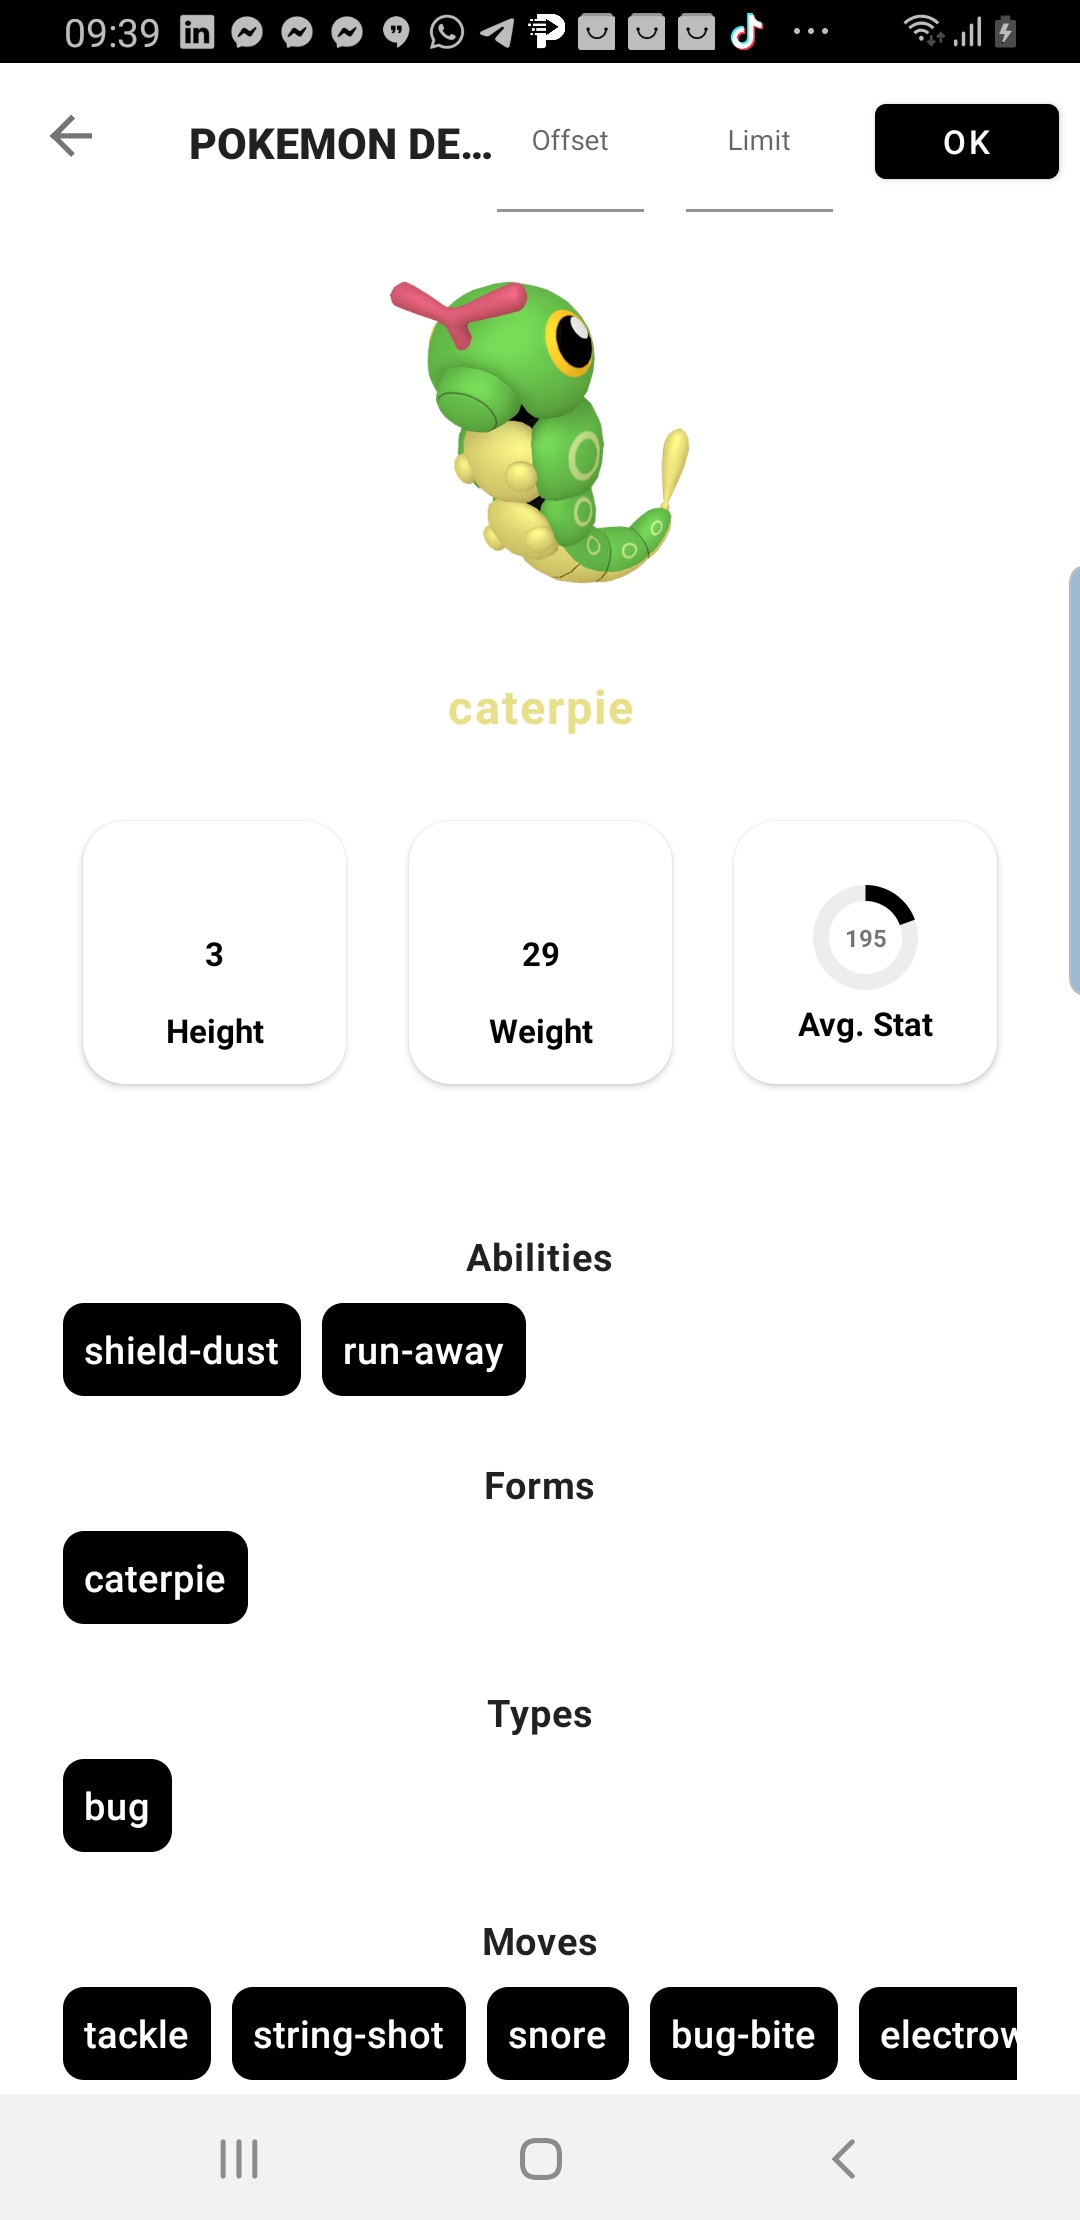 09:39
POKEMON DE...
Offset
Limit
OK
caterpie
3
Height
29
Weight
195
Avg. Stat
Abilities
shield-dust run-away
Forms
caterpie
Types
bug
Moves
tackle string-shot snore bug-bite electrow